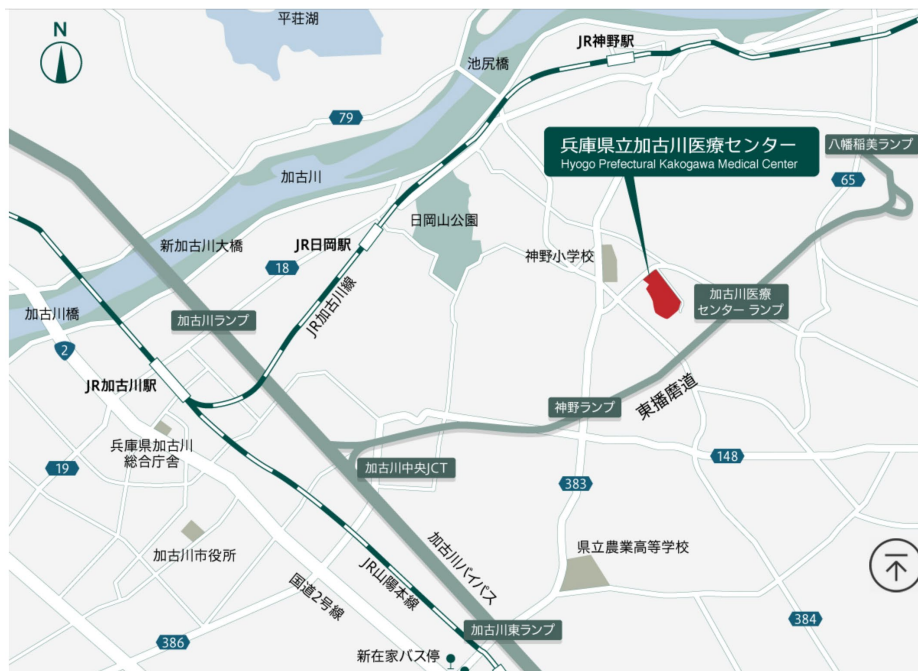 平荘湖
N
JR神野駅
池尻橋
79
兵庫県立加古川医療センター
Hyogo Prefectural Kakogawa Medical Center
八幡稲美ランプ
65
加古川
日岡山公園
新加古川大橋
JR日岡駅
神野小学校
18
加古川医療
センター ランプ
加古川橋
加古川ランプ
JR加古川線
2
JR加古川駅
東播磨道
神野ランプ
兵庫県加古川
総合庁舎
19
加古川中央JCT
148
383
加古川市役所
県立農業高等学校
加古川バイパス
JR山陽本線
国道2号線
386
384
加古川東ランプ
新在家バス停